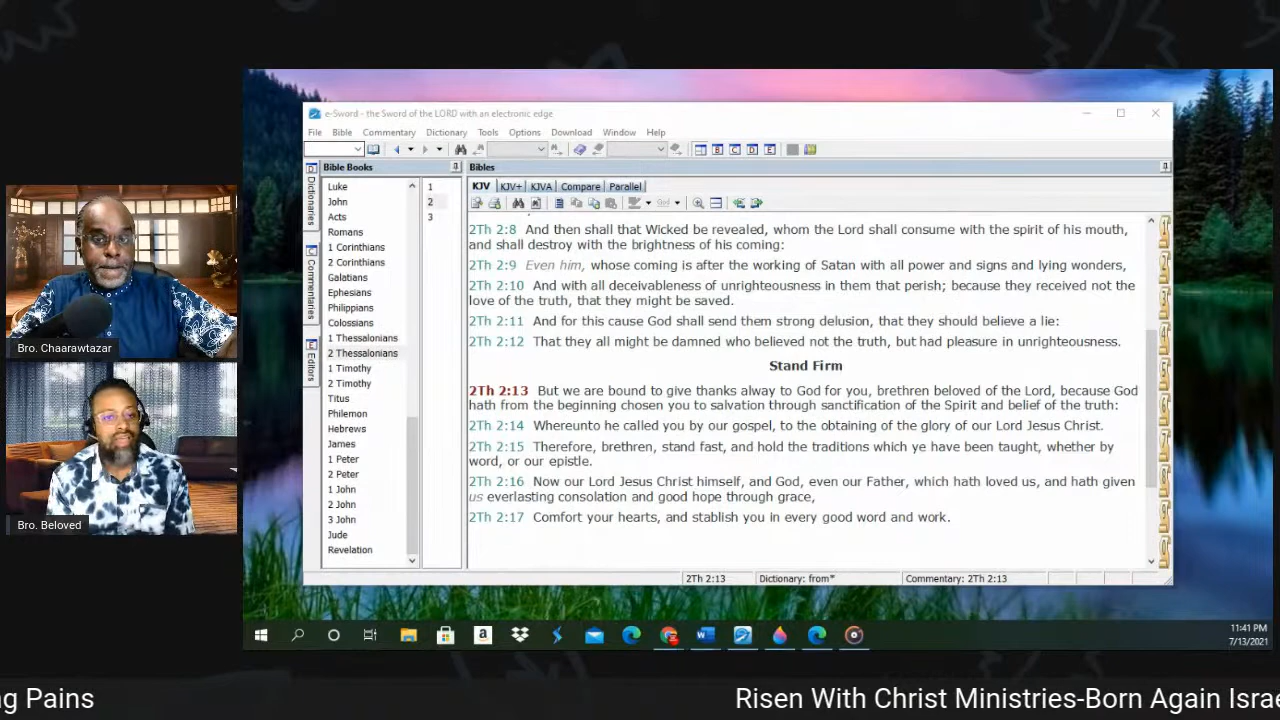 e-Sword - the Sword of the LORD with an electronic edge
File Bible Commentary Dictionary Tools Options Download Window Help
B C D E
Bible Books
Bibles
Dictionaries
Commentaries
Editors
Luke
John
Acts
Romans
1 Corinthians
2 Corinthians
Galatians
Ephesians
Philippians
Colossians
1 Thessalonians
2 Thessalonians
1 Timothy
2 Timothy
Titus
Philemon
Hebrews
James
1 Peter
2 Peter
1 John
2 John
3 John
Jude
Revelation
1
2
3
KJV KJV+ KJVA Compare Parallel
2Th 2:8 And then shall that Wicked be revealed, whom the Lord shall consume with the spirit of his mouth,
and shall destroy with the brightness of his coming:
2Th 2:9 Even him, whose coming is after the working of Satan with all power and signs and lying wonders,
2Th 2:10 And with all deceivableness of unrighteousness in them that perish; because they received not the
love of the truth, that they might be saved.
2Th 2:11 And for this cause God shall send them strong delusion, that they should believe a lie:
2Th 2:12 That they all might be damned who believed not the truth, but had pleasure in unrighteousness.
Stand Firm
2Th 2:13 But we are bound to give thanks alway to God for you, brethren beloved of the Lord, because God
hath from the beginning chosen you to salvation through sanctification of the Spirit and belief of the truth:
2Th 2:14 Whereunto he called you by our gospel, to the obtaining of the glory of our Lord Jesus Christ.
2Th 2:15 Therefore, brethren, stand fast, and hold the traditions which ye have been taught, whether by
word, or our epistle.
2Th 2:16 Now our Lord Jesus Christ himself, and God, even our Father, which hath loved us, and hath given
us everlasting consolation and good hope through grace,
2Th 2:17 Comfort your hearts, and stablish you in every good word and work.
2Th 2:13 Dictionary: from* Commentary: 2Th 2:13
Bro. Chaarawtazar
Bro. Beloved
11:41 PM
7/13/2021
g Pains Risen With Christ Ministries-Born Again Israe